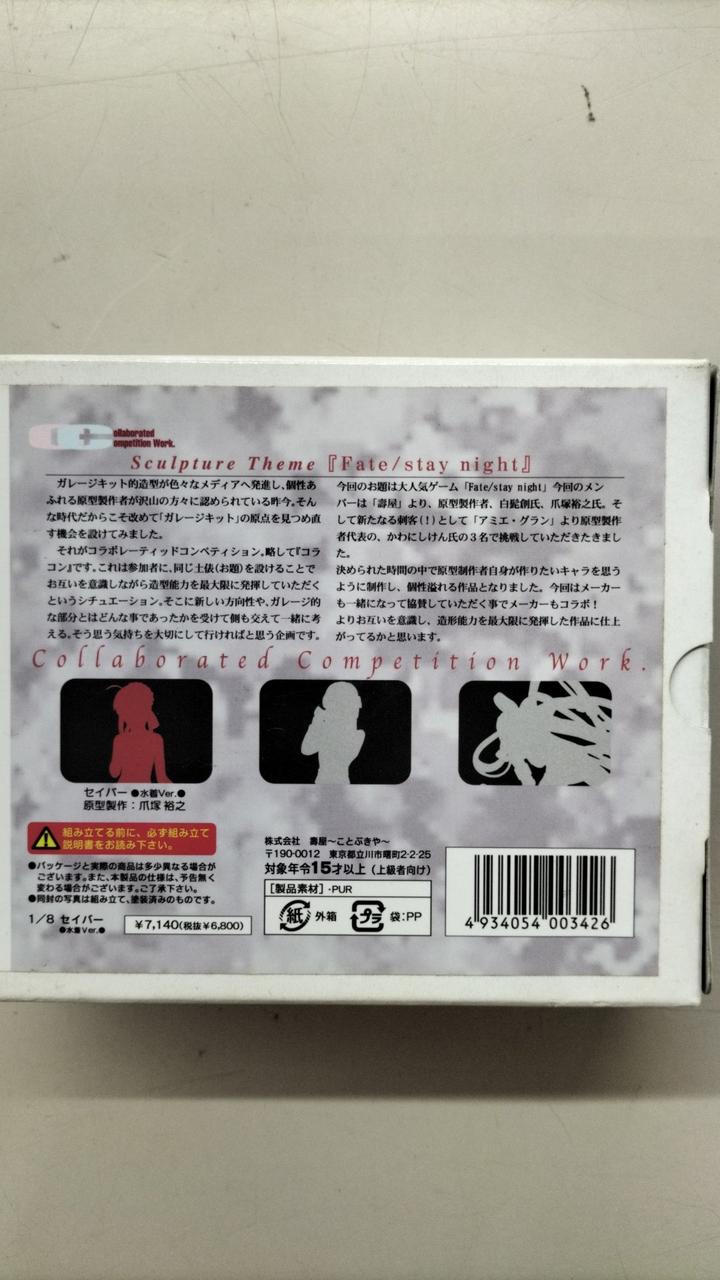 Collaborated
Competition Work.
Sculpture Theme『Fate/stay night』
ガレージキット的造型が色々なメディアへ発進し、個性あ
ふれる原型製作者が沢山の方々に認められている昨今。そん
な時代だからこそ改めて「ガレージキット」の原点を見つめ直
す機会を設けてみました。
それがコラボレーティッドコンペティション。略して『コラ
コン』です。これは参加者に、同じ土俵(お題)を設けることで
お互いを意識しながら造型能力を最大限に発揮していただく
というシチュエーション。そこに新しい方向性や、ガレージ的
な部分とはどんな事であったかを受けて側も交えて一緒に考
える。そう思う気持ちを大切にして行ければと思う企画です。
今回のお題は大人気ゲーム「Fate/stay night」今回のメン
バーは「壽屋」より、原型製作者、白髭創氏、爪塚裕之氏。そ
して新たなる刺客(!)として「アミエ・グラン」より原型製作
者代表の、かわにしけん氏の3名で挑戦していただきたきまし
た。
決められた時間の中で原型制作者自身が作りたいキャラを思う
ように制作し、個性溢れる作品となりました。今回はメーカー
も一緒になって協賛していただく事でメーカーもコラボ!
よりお互いを意識し、造形能力を最大限に発揮した作品に仕上
がってるかと思います。
Collaborated Competition Work.
セイバー ●水着Ver.●
原型製作:爪塚 裕之
組み立てる前に、必ず組み立て
説明書をお読み下さい。
●パッケージと実際の商品は多少異なる場合が
ございます。また、本製品の仕様は、予告無く
変わる場合がございます。ご了承下さい。
●同封の写真は組み立て、塗装済みのものです。
1/8 セイバー
●水着Ver.●
¥7,140(税抜¥6,800)
株式会社 壽屋~ことぶきや~
〒190-0012 東京都立川市曙町2-2-25
対象年令15才以上(上級者向け)
[製品素材]・PUR
紙 外箱 プラ 袋:PP
4 934054 003426